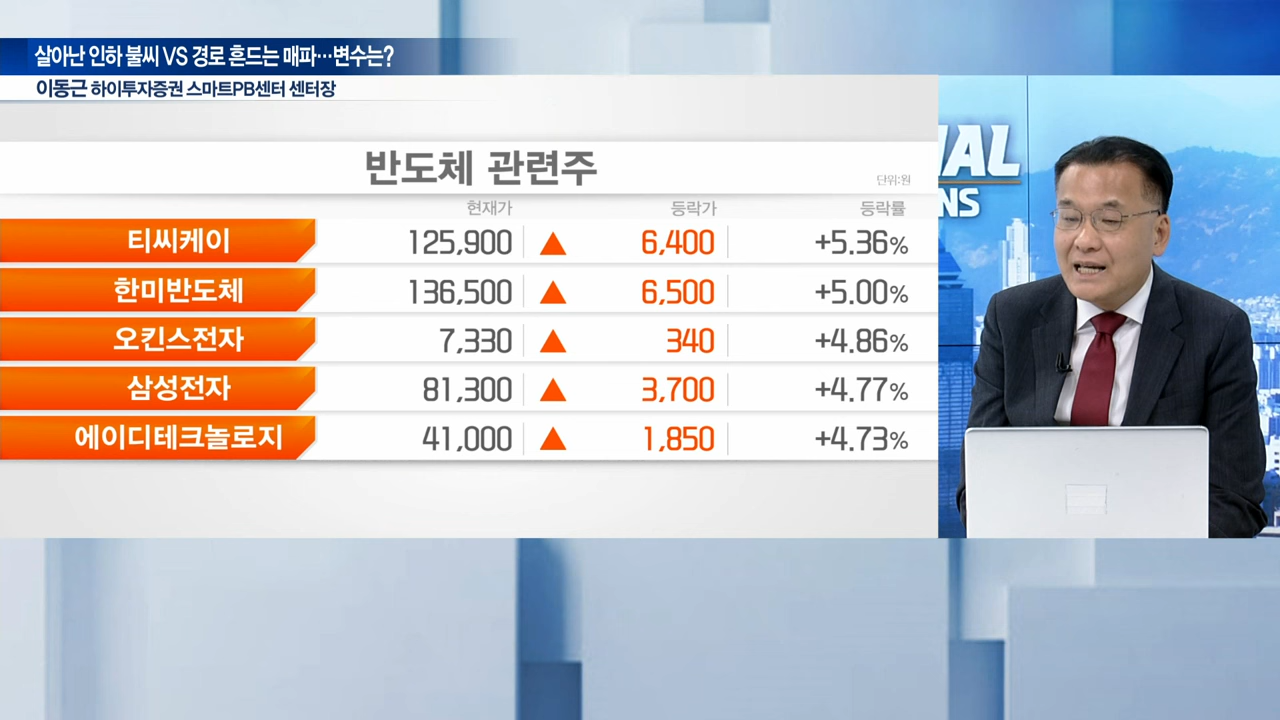 살아난 인하 불씨 VS 경로 흔드는 매파…변수는?
이동근 하이투자증권 스마트PB센터 센터장
반도체 관련주
단위:원
현재가 등락가 등락률
티씨케이 125,900 ▲ 6,400 +5.36%
한미반도체 136,500 ▲ 6,500 +5.00%
오킨스전자 7,330 ▲ 340 +4.86%
삼성전자 81,300 ▲ 3,700 +4.77%
에이디테크놀로지 41,000 ▲ 1,850 +4.73%